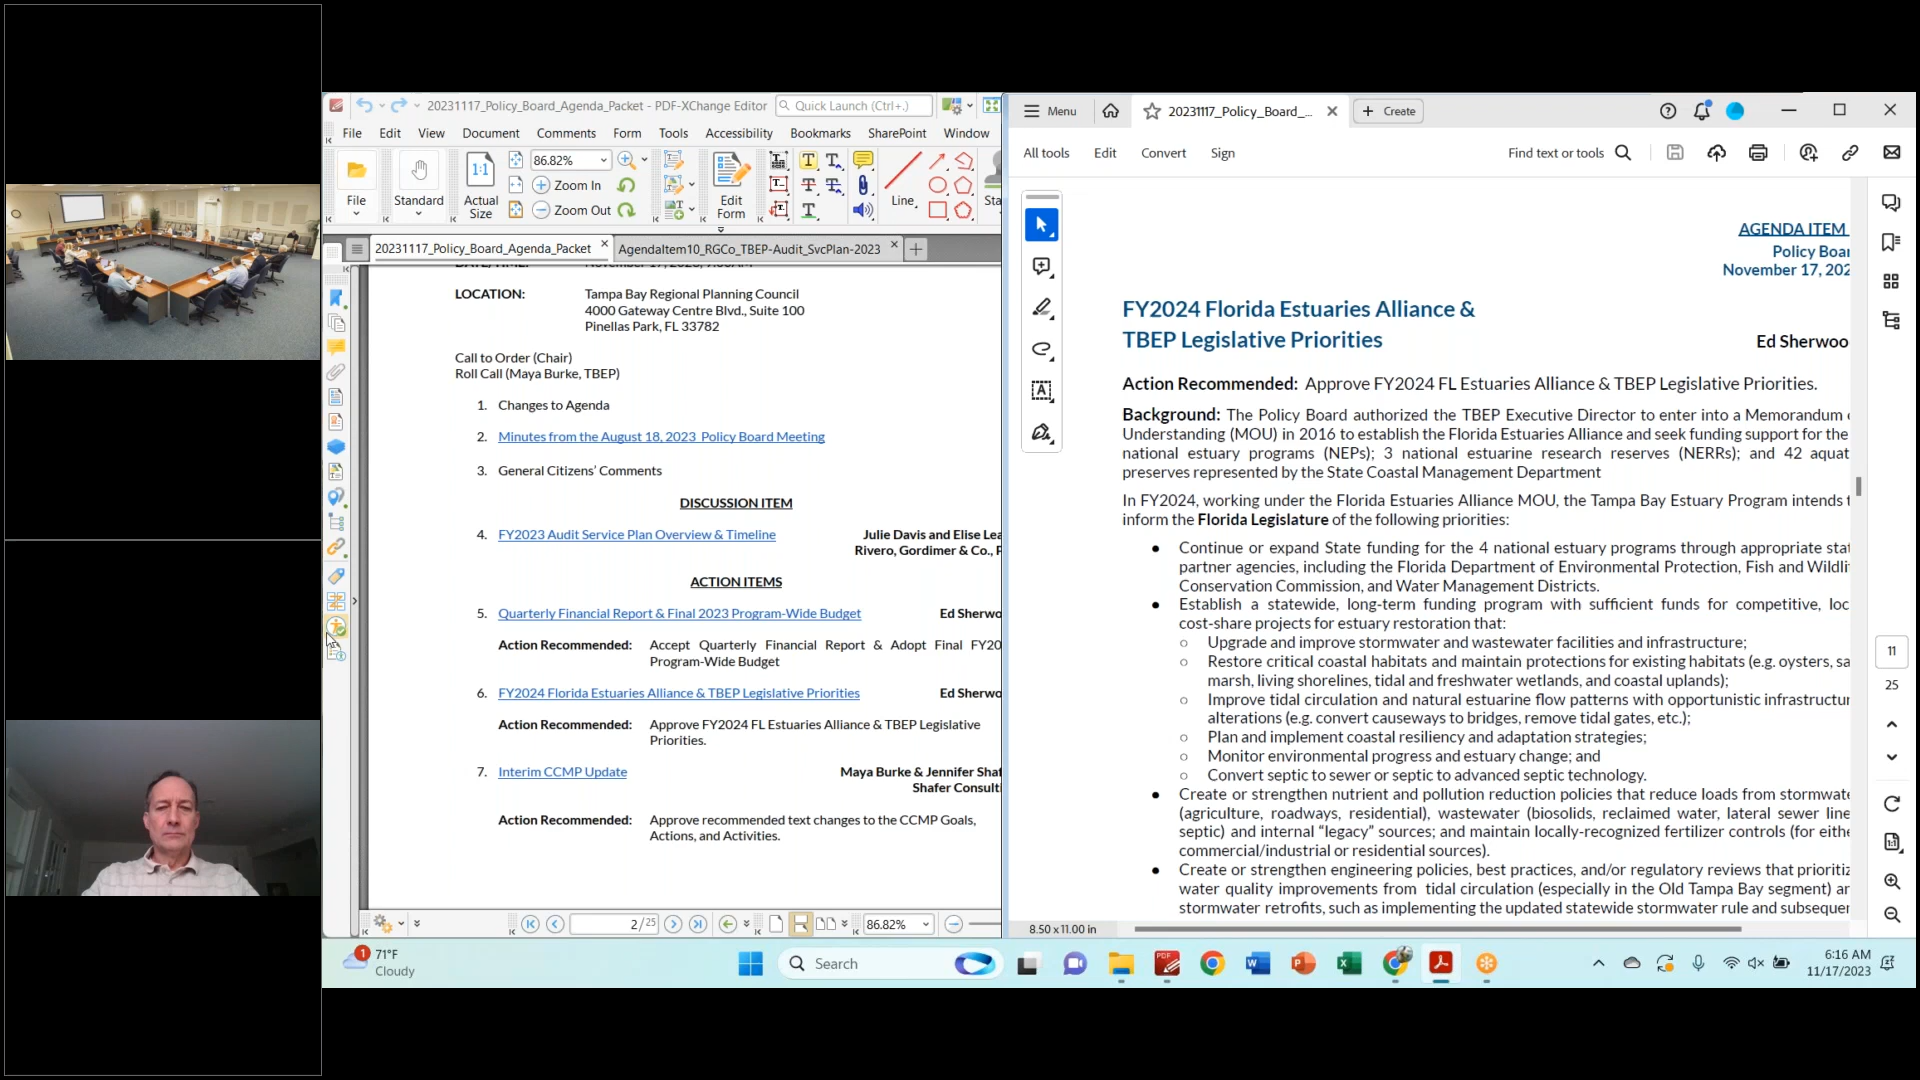 20231117_Policy_Board_Agenda_Packet - PDF-XChange Editor
Quick Launch (Ctrl+.)
File Edit View Document Comments Form Tools Accessibility Bookmarks SharePoint Window
File
Standard
1:1
Actual
Size
86.82%
Zoom In
Zoom Out
Edit
Form
Line
Sta
20231117_Policy_Board_Agenda_Packet
AgendaItem10_RGCo_TBEP-Audit_SvcPlan-2023
LOCATION: Tampa Bay Regional Planning Council
4000 Gateway Centre Blvd., Suite 100
Pinellas Park, FL 33782
Call to Order (Chair)
Roll Call (Maya Burke, TBEP)
1. Changes to Agenda
2. Minutes from the August 18, 2023 Policy Board Meeting
3. General Citizens' Comments
DISCUSSION ITEM
4. FY2023 Audit Service Plan Overview & Timeline Julie Davis and Elise Lea
Rivero, Gordimer & Co., P
ACTION ITEMS
5. Quarterly Financial Report & Final 2023 Program-Wide Budget Ed Sherwo
Action Recommended: Accept Quarterly Financial Report & Adopt Final FY20
Program-Wide Budget
6. FY2024 Florida Estuaries Alliance & TBEP Legislative Priorities Ed Sherwo
Action Recommended: Approve FY2024 FL Estuaries Alliance & TBEP Legislative
Priorities.
7. Interim CCMP Update Maya Burke & Jennifer Shaf
Shafer Consulti
Action Recommended: Approve recommended text changes to the CCMP Goals,
Actions, and Activities.
2/25
86.82%
Menu
20231117_Policy_Board_...
Create
All tools Edit Convert Sign
Find text or tools
AGENDA ITEM
Policy Boar
November 17, 202
FY2024 Florida Estuaries Alliance &
TBEP Legislative Priorities
Ed Sherwoo
Action Recommended: Approve FY2024 FL Estuaries Alliance & TBEP Legislative Priorities.
Background: The Policy Board authorized the TBEP Executive Director to enter into a Memorandum
Understanding (MOU) in 2016 to establish the Florida Estuaries Alliance and seek funding support for the
national estuary programs (NEPs); 3 national estuarine research reserves (NERRs); and 42 aquat
preserves represented by the State Coastal Management Department
In FY2024, working under the Florida Estuaries Alliance MOU, the Tampa Bay Estuary Program intends t
inform the Florida Legislature of the following priorities:
● Continue or expand State funding for the 4 national estuary programs through appropriate stat
partner agencies, including the Florida Department of Environmental Protection, Fish and Wildli
Conservation Commission, and Water Management Districts.
● Establish a statewide, long-term funding program with sufficient funds for competitive, loc
cost-share projects for estuary restoration that:
○ Upgrade and improve stormwater and wastewater facilities and infrastructure;
○ Restore critical coastal habitats and maintain protections for existing habitats (e.g. oysters, sa
marsh, living shorelines, tidal and freshwater wetlands, and coastal uplands);
○ Improve tidal circulation and natural estuarine flow patterns with opportunistic infrastructur
alterations (e.g. convert causeways to bridges, remove tidal gates, etc.);
○ Plan and implement coastal resiliency and adaptation strategies;
○ Monitor environmental progress and estuary change; and
○ Convert septic to sewer or septic to advanced septic technology.
● Create or strengthen nutrient and pollution reduction policies that reduce loads from stormwate
(agriculture, roadways, residential), wastewater (biosolids, reclaimed water, lateral sewer line
septic) and internal "legacy" sources; and maintain locally-recognized fertilizer controls (for eithe
commercial/industrial or residential sources).
● Create or strengthen engineering policies, best practices, and/or regulatory reviews that prioritiz
water quality improvements from tidal circulation (especially in the Old Tampa Bay segment) an
stormwater retrofits, such as implementing the updated statewide stormwater rule and subsequen
11
25
8.50 x 11.00 in
1
71°F
Cloudy
Search
6:16 AM
11/17/2023